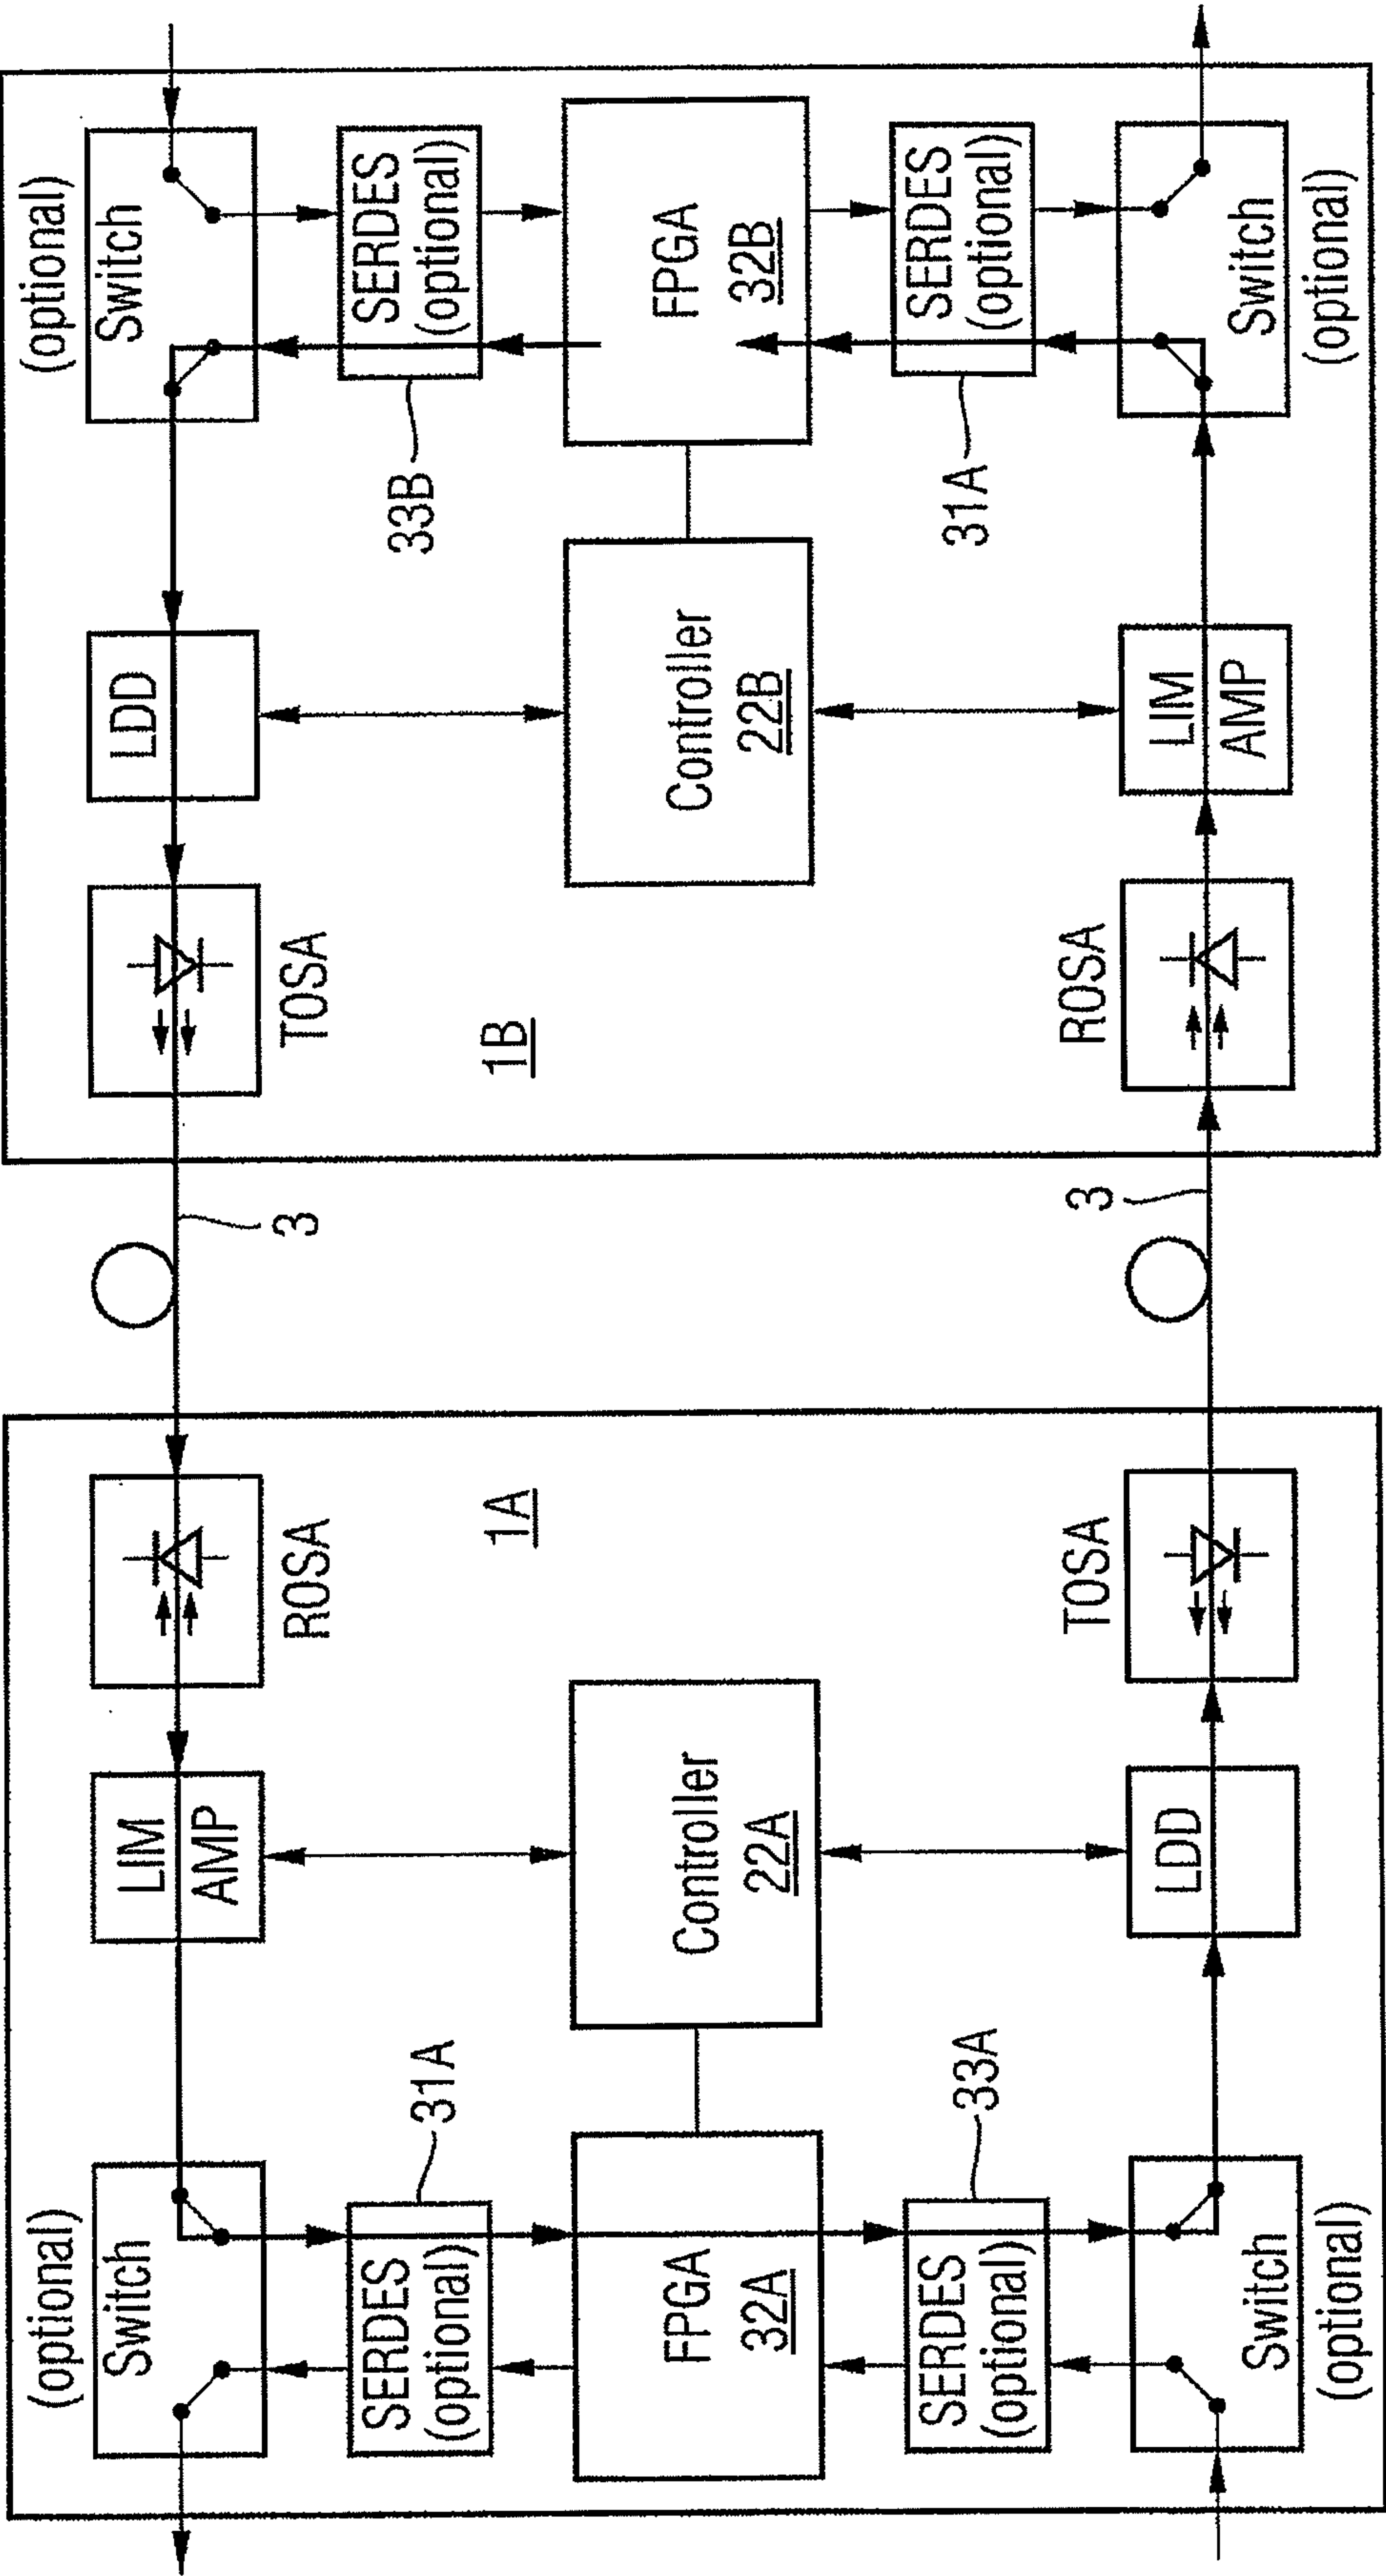 (optional)
Switch
LIM
AMP
ROSA
31A
SERDES
(optional)
1A
FPGA
32A
Controller
22A
33A
SERDES
(optional)
LDD
TOSA
Switch
(optional)
3
3
(optional)
Switch
LDD
TOSA
33B
SERDES
(optional)
1B
Controller
22B
FPGA
32B
31A
SERDES
(optional)
ROSA
LIM
AMP
Switch
(optional)